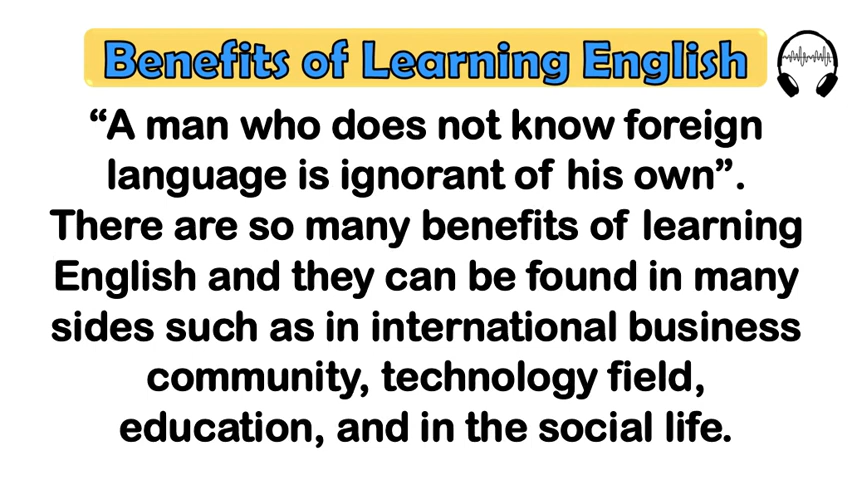 Benefits of Learning English
“A man who does not know foreign
language is ignorant of his own”.
There are so many benefits of learning
English and they can be found in many
sides such as in international business
community, technology field,
education, and in the social life.